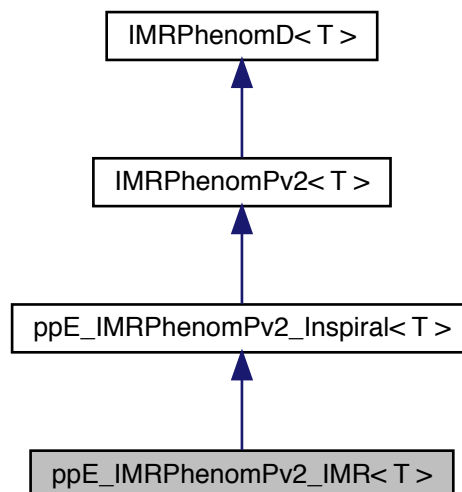 IMRPhenomD< T >
IMRPhenomPv2< T >
ppE_IMRPhenomPv2_Inspiral< T >
ppE_IMRPhenomPv2_IMR< T >